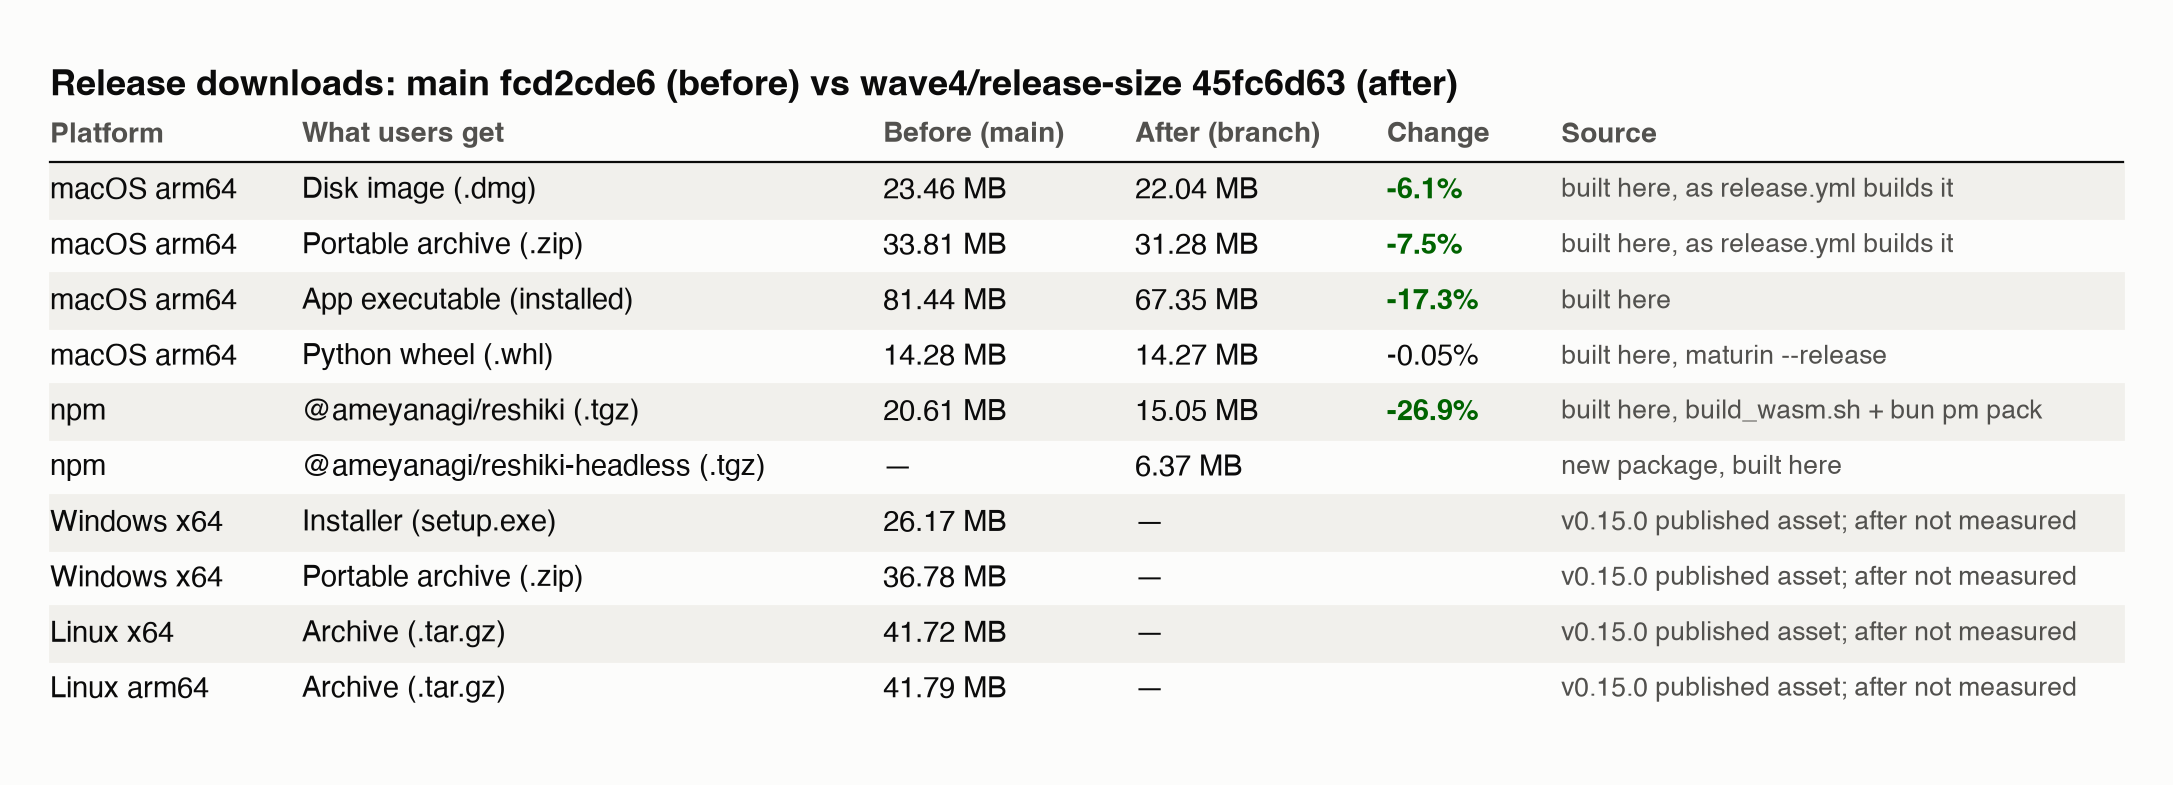 Release downloads: main fcd2cde6 (before) vs wave4/release-size 45fc6d63 (after)
Platform What users get Before (main) After (branch) Change Source
macOS arm64 Disk image (.dmg) 23.46 MB 22.04 MB -6.1% built here, as release.yml builds it
macOS arm64 Portable archive (.zip) 33.81 MB 31.28 MB -7.5% built here, as release.yml builds it
macOS arm64 App executable (installed) 81.44 MB 67.35 MB -17.3% built here
macOS arm64 Python wheel (.whl) 14.28 MB 14.27 MB -0.05% built here, maturin --release
npm @ameyanagi/reshiki (.tgz) 20.61 MB 15.05 MB -26.9% built here, build_wasm.sh + bun pm pack
npm @ameyanagi/reshiki-headless (.tgz) — 6.37 MB new package, built here
Windows x64 Installer (setup.exe) 26.17 MB — v0.15.0 published asset; after not measured
Windows x64 Portable archive (.zip) 36.78 MB — v0.15.0 published asset; after not measured
Linux x64 Archive (.tar.gz) 41.72 MB — v0.15.0 published asset; after not measured
Linux arm64 Archive (.tar.gz) 41.79 MB — v0.15.0 published asset; after not measured